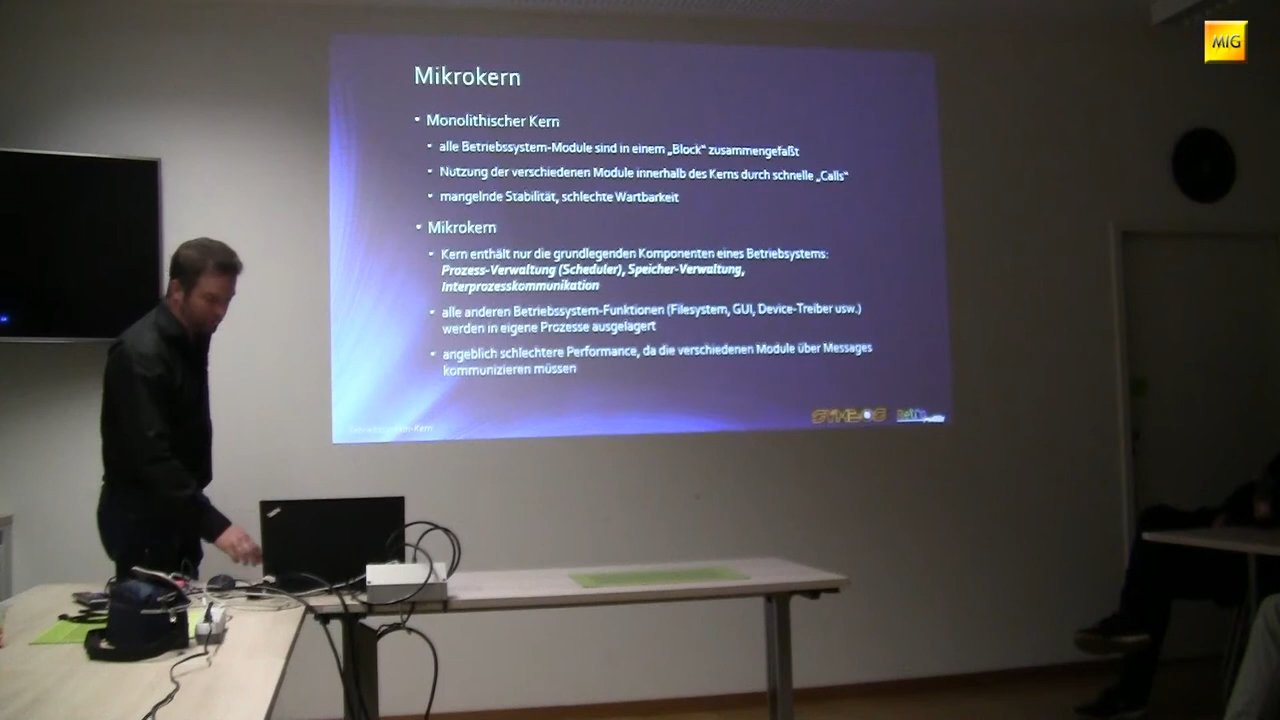 MIG
Mikrokern
• Monolithischer Kern
• alle Betriebssystem-Module sind in einem „Block“ zusammengefaßt
• Nutzung der verschiedenen Module innerhalb des Kerns durch schnelle „Calls“
• mangelnde Stabilität, schlechte Wartbarkeit
• Mikrokern
• Kern enthält nur die grundlegenden Komponenten eines Betriebsystems:
Prozess-Verwaltung (Scheduler), Speicher-Verwaltung,
Interprozesskommunikation
• alle anderen Betriebssystem-Funktionen (Filesystem, GUI, Device-Treiber usw.)
werden in eigene Prozesse ausgelagert
• angeblich schlechtere Performance, da die verschiedenen Module über Messages
kommunizieren müssen
SYMBOS